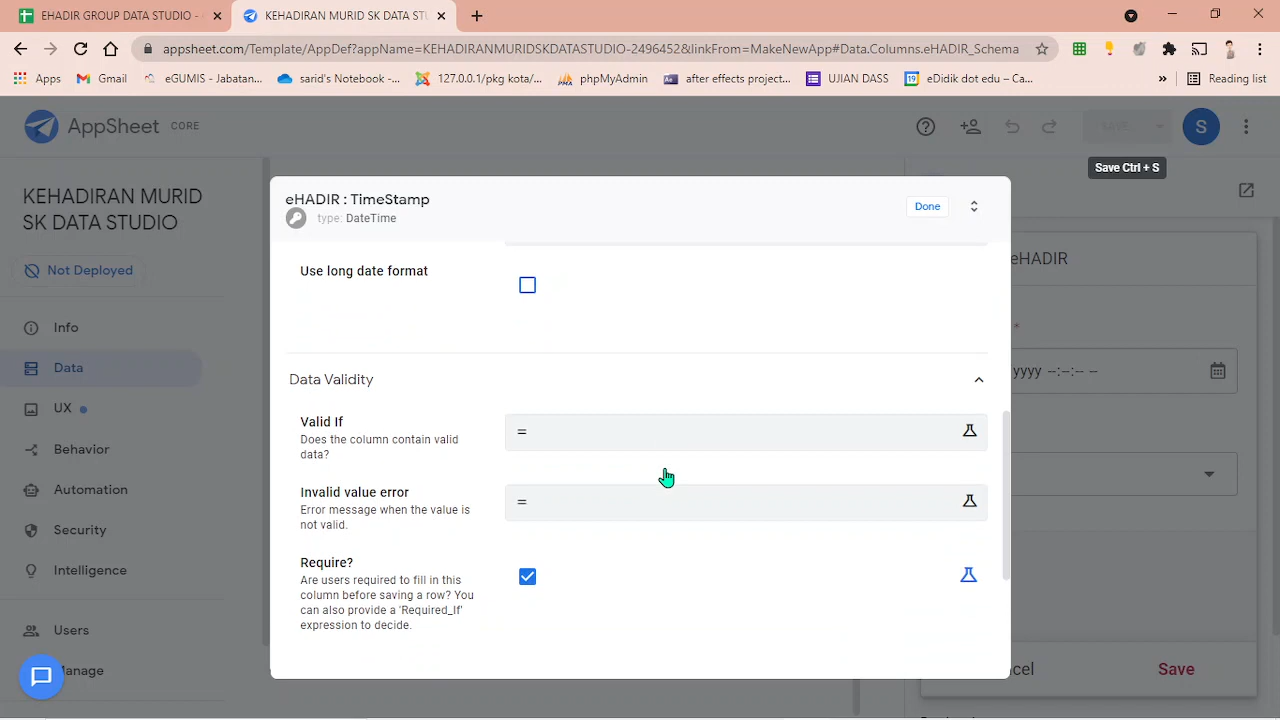 EHADIR GROUP DATA STUDIO -
KEHADIRAN MURID SK DATA STU
appsheet.com/Template/AppDef?appName=KEHADIRANMURIDSKDATASTUDIO-2496452&linkFrom=MakeNewApp#Data.Columns.eHADIR_Schema
Apps
Gmail
eGUMIS - Jabatan...
sarid's Notebook -...
127.0.0.1/pkg kota/...
phpMyAdmin
after effects project...
UJIAN DASS
19
eDidik dot edu – Ca...
»
Reading list
AppSheet CORE
SAVE
S
Save Ctrl + S
KEHADIRAN MURID
SK DATA STUDIO
Not Deployed
Info
Data
UX
Behavior
Automation
Security
Intelligence
Users
anage
eHADIR : TimeStamp
type: DateTime
Done
Use long date format
Data Validity
Valid If
Does the column contain valid
data?
=
Invalid value error
Error message when the value is
not valid.
=
Require?
Are users required to fill in this
column before saving a row? You
can also provide a 'Required_If'
expression to decide.
eHADIR
*
yyyy --:--:-- --
cel
Save